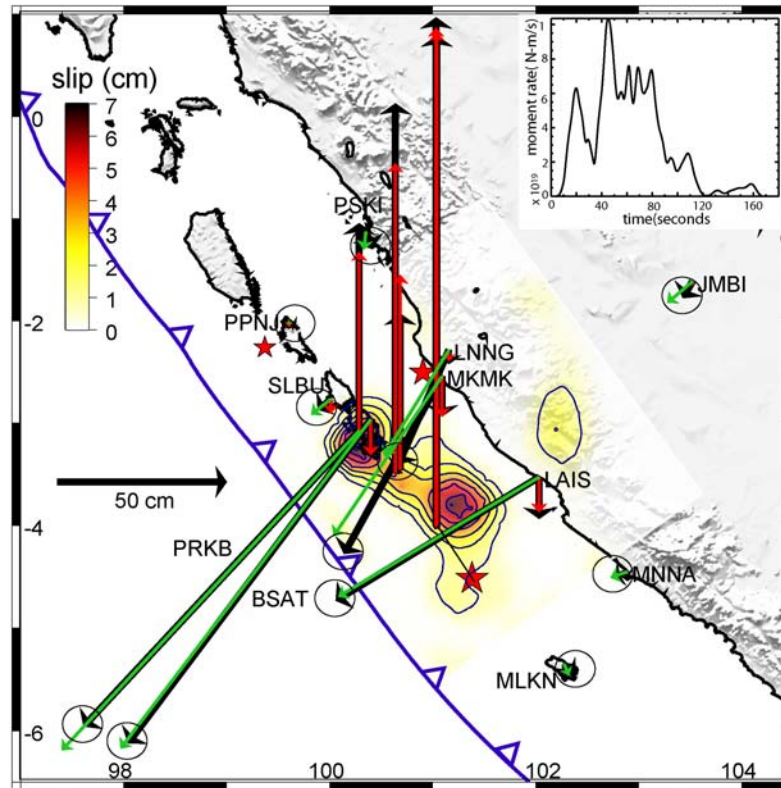 slip (cm)
7
6
5
4
3
2
1
0
0
-2
-4
-6
98
100
102
104
10
8
6
4
2
0
moment rate( N-m/s)
x 10¹⁹
0
40
80
120
160
time(seconds
PSKI
JMBI
PPNJ
LNNG
MKMK
SLBU
LAIS
50 cm
PRKB
BSAT
MNNA
MLKN